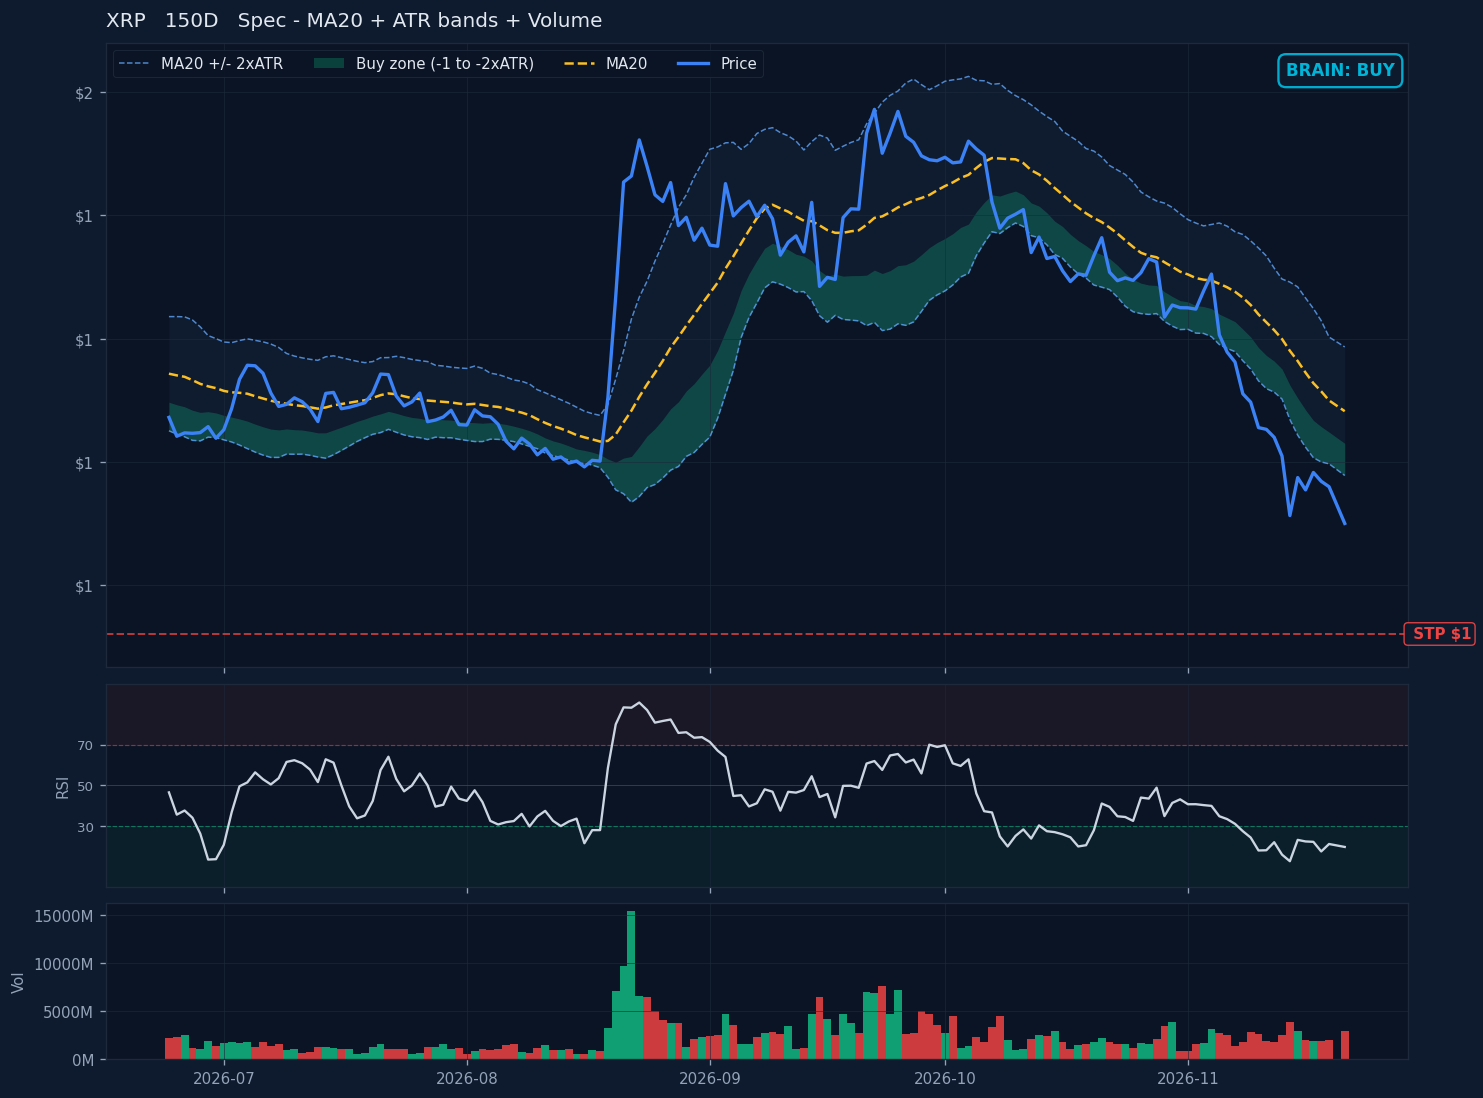 XRP   150D   Spec - MA20 + ATR bands + Volume
MA20 +/- 2xATR   Buy zone (-1 to -2xATR)   MA20   Price
BRAIN: BUY
$2
$1
$1
$1
$1
STP $1
RSI
70
50
30
Vol
15000M
10000M
5000M
0M
2026-07   2026-08   2026-09   2026-10   2026-11